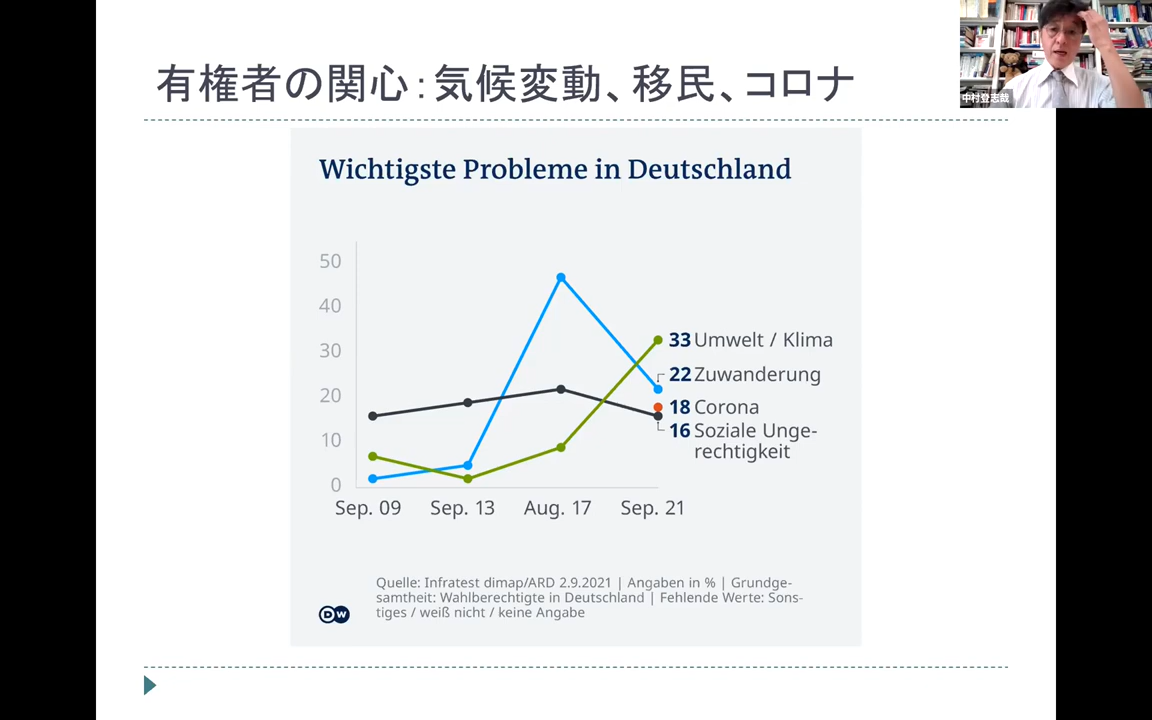 有権者の関心：気候変動、移民、コロナ
中村登志哉
Wichtigste Probleme in Deutschland
50
40
30
20
10
0
33 Umwelt / Klima
22 Zuwanderung
18 Corona
16 Soziale Unge-
rechtigkeit
Sep. 09 Sep. 13 Aug. 17 Sep. 21
Quelle: Infratest dimap/ARD 2.9.2021 | Angaben in % | Grundge-
samtheit: Wahlberechtigte in Deutschland | Fehlende Werte: Sons-
tiges / weiß nicht / keine Angabe
DW